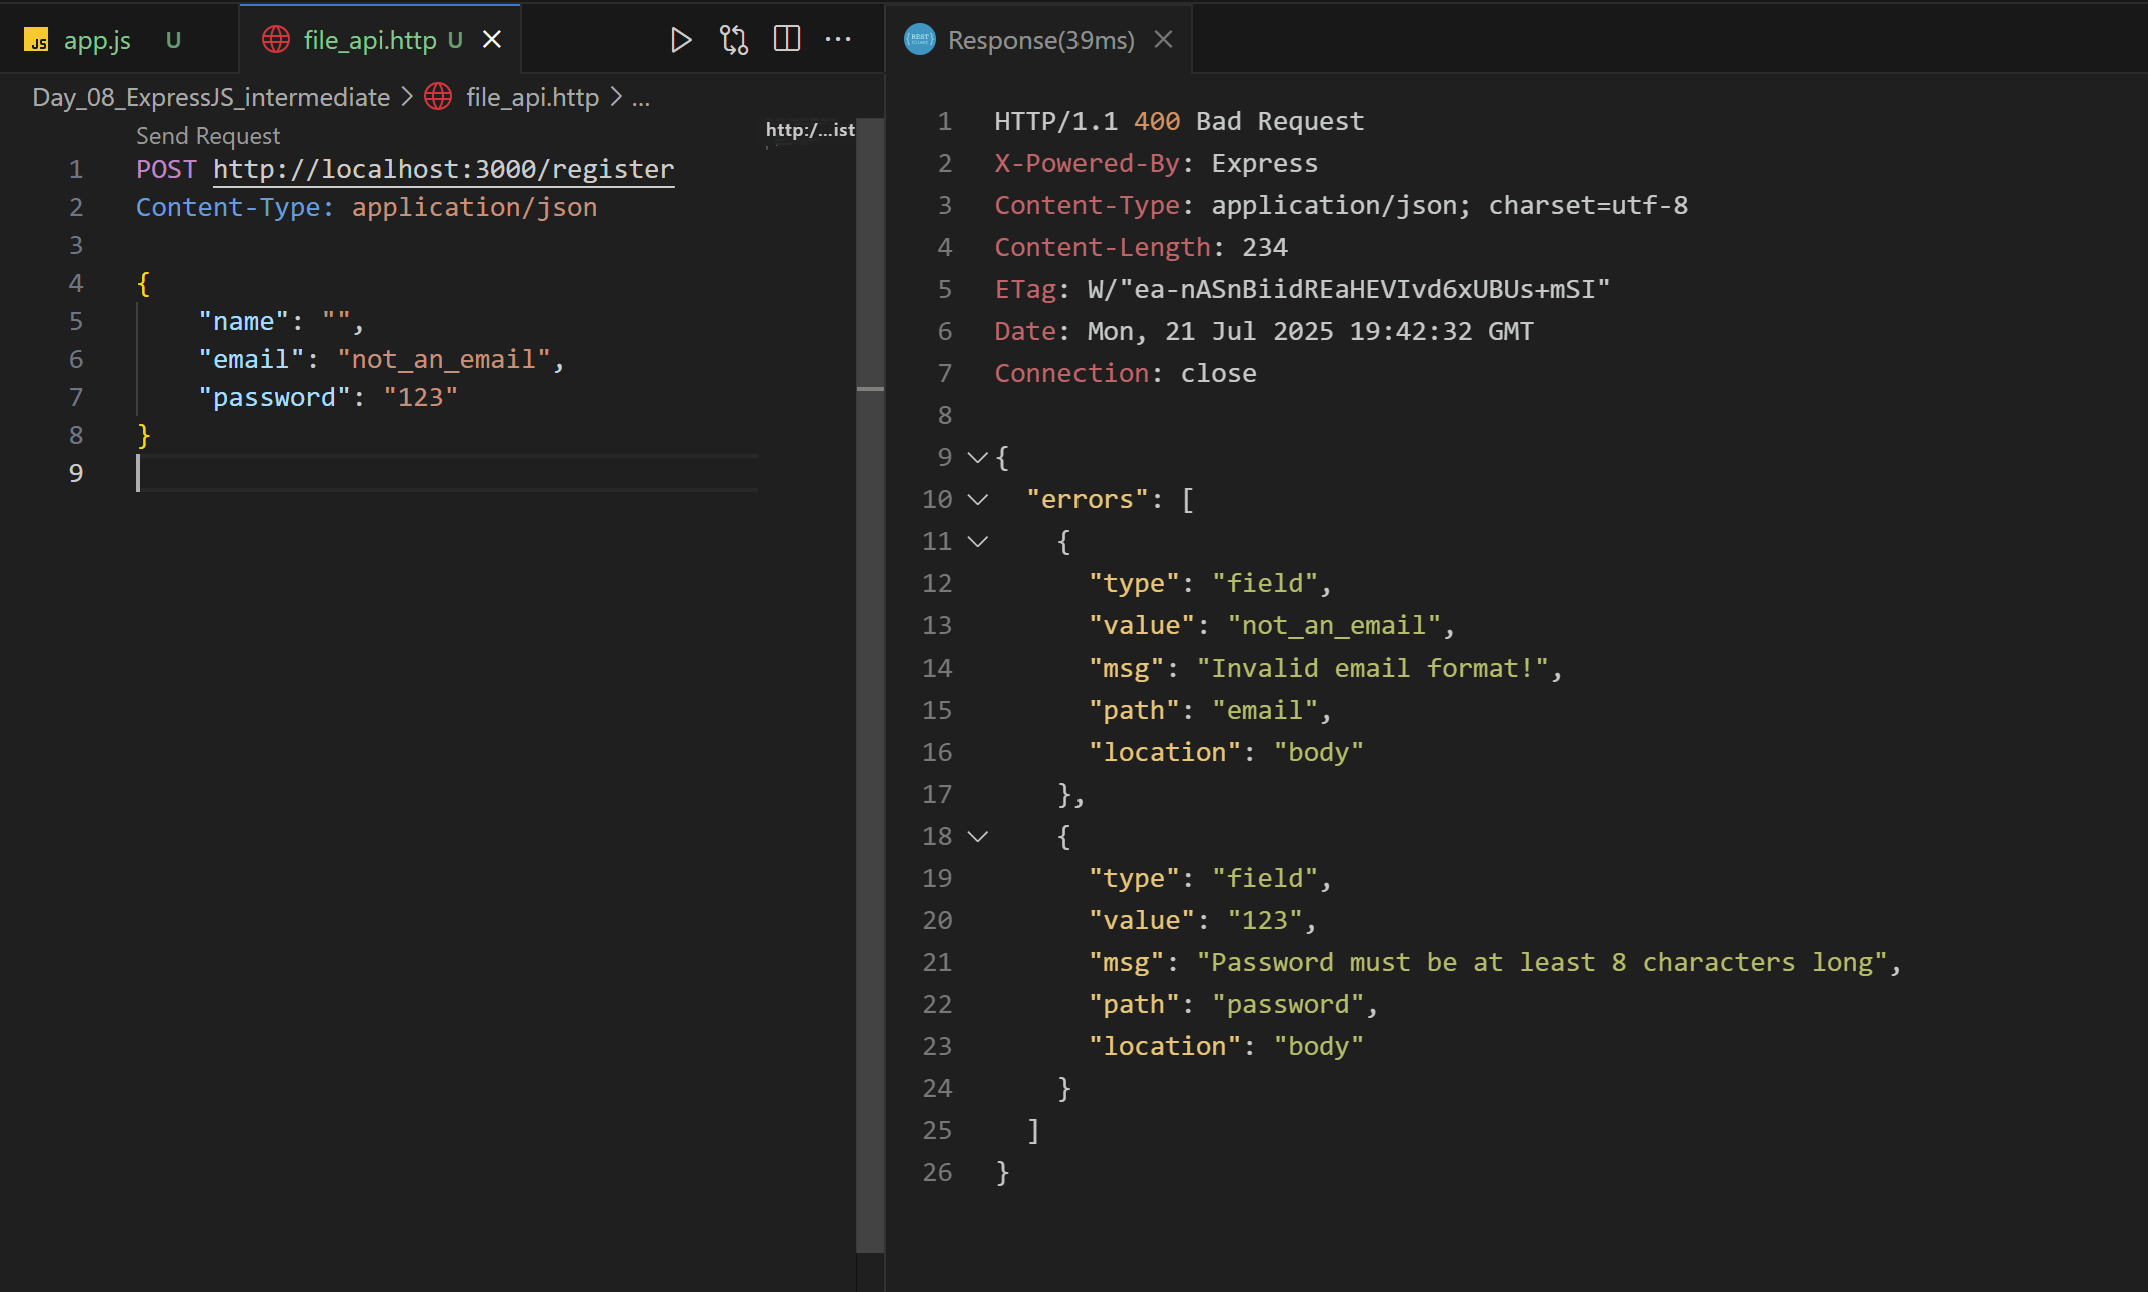 app.js U
file_api.http U
Day_08_ExpressJS_intermediate > file_api.http > ...
Send Request
http:/...ist
1 POST http://localhost:3000/register
2 Content-Type: application/json
3
4 {
5 "name": "",
6 "email": "not_an_email",
7 "password": "123"
8 }
9
Response(39ms)
1 HTTP/1.1 400 Bad Request
2 X-Powered-By: Express
3 Content-Type: application/json; charset=utf-8
4 Content-Length: 234
5 ETag: W/"ea-nASnBiidREaHEVIvd6xUBUs+mSI"
6 Date: Mon, 21 Jul 2025 19:42:32 GMT
7 Connection: close
8
9 {
10 "errors": [
11 {
12 "type": "field",
13 "value": "not_an_email",
14 "msg": "Invalid email format!",
15 "path": "email",
16 "location": "body"
17 },
18 {
19 "type": "field",
20 "value": "123",
21 "msg": "Password must be at least 8 characters long",
22 "path": "password",
23 "location": "body"
24 }
25 ]
26 }